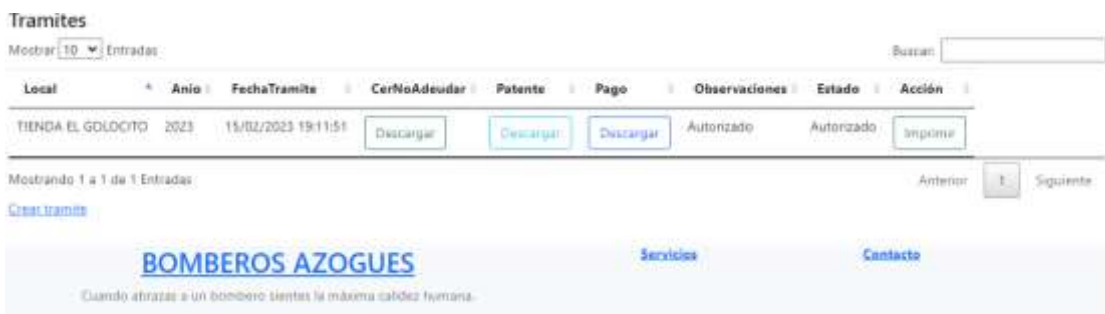 Tramites
Mostrar 10 Entradas Buscar:
Local Anio FechaTramite CerNoAdeudar Patente Pago Observaciones Estado Acción
TIENDA EL GOLOCITO 2023 15/02/2023 19:11:51 Descargar Descargar Descargar Autorizado Autorizado Imprimir
Mostrando 1 a 1 de 1 Entradas Anterior 1 Siguiente
Crear tramite
BOMBEROS AZOGUES Servicios Contacto
Cuando abrazas a un bombero sientes la máxima calidez humana.